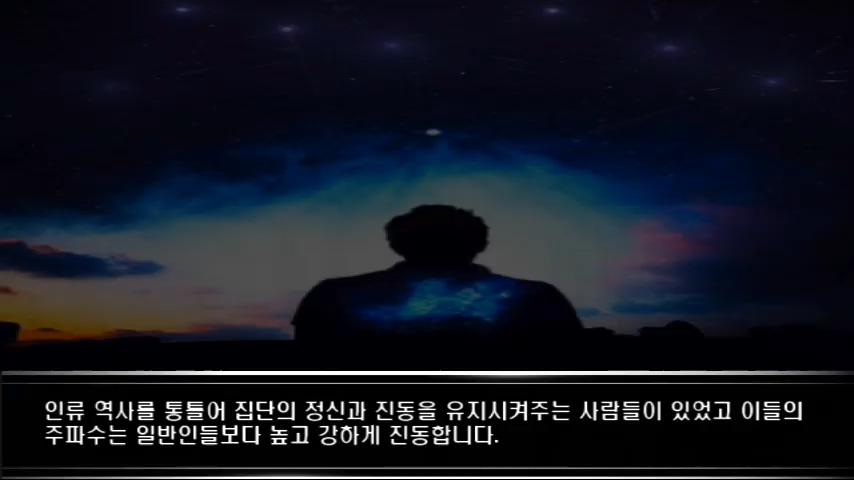 인류 역사를 통틀어 집단의 정신과 진동을 유지시켜주는 사람들이 있었고 이들의
주파수는 일반인들보다 높고 강하게 진동합니다.